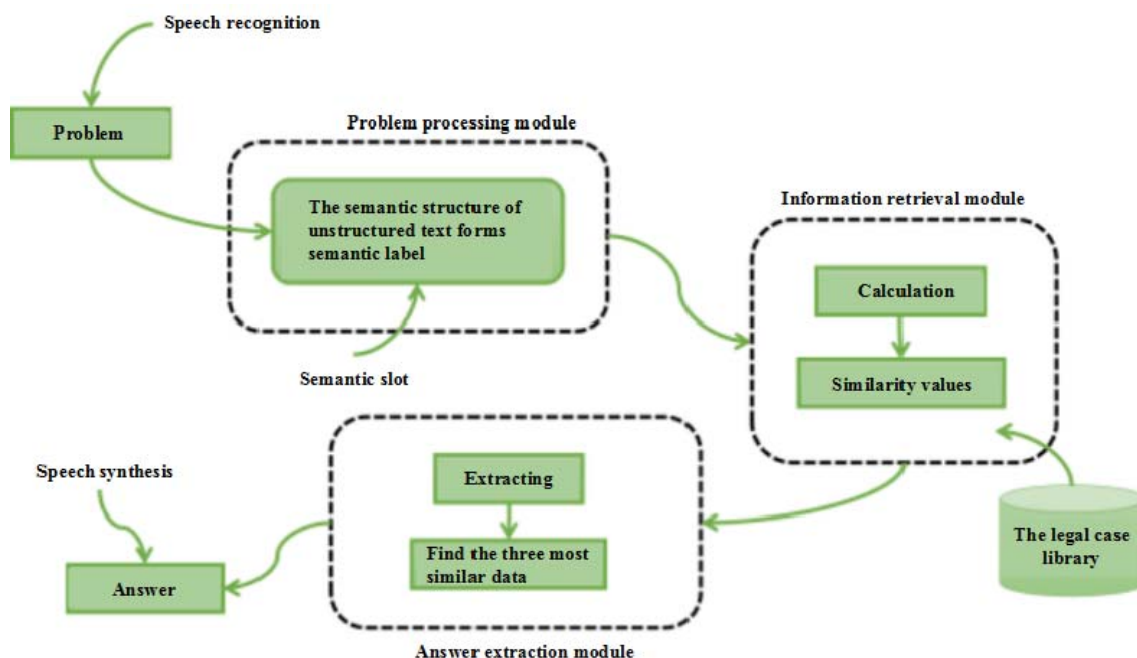 Speech recognition
Problem
Problem processing module
The semantic structure of
unstructured text forms
semantic label
Semantic slot
Information retrieval module
Calculation
Similarity values
The legal case
library
Extracting
Find the three most
similar data
Answer extraction module
Speech synthesis
Answer